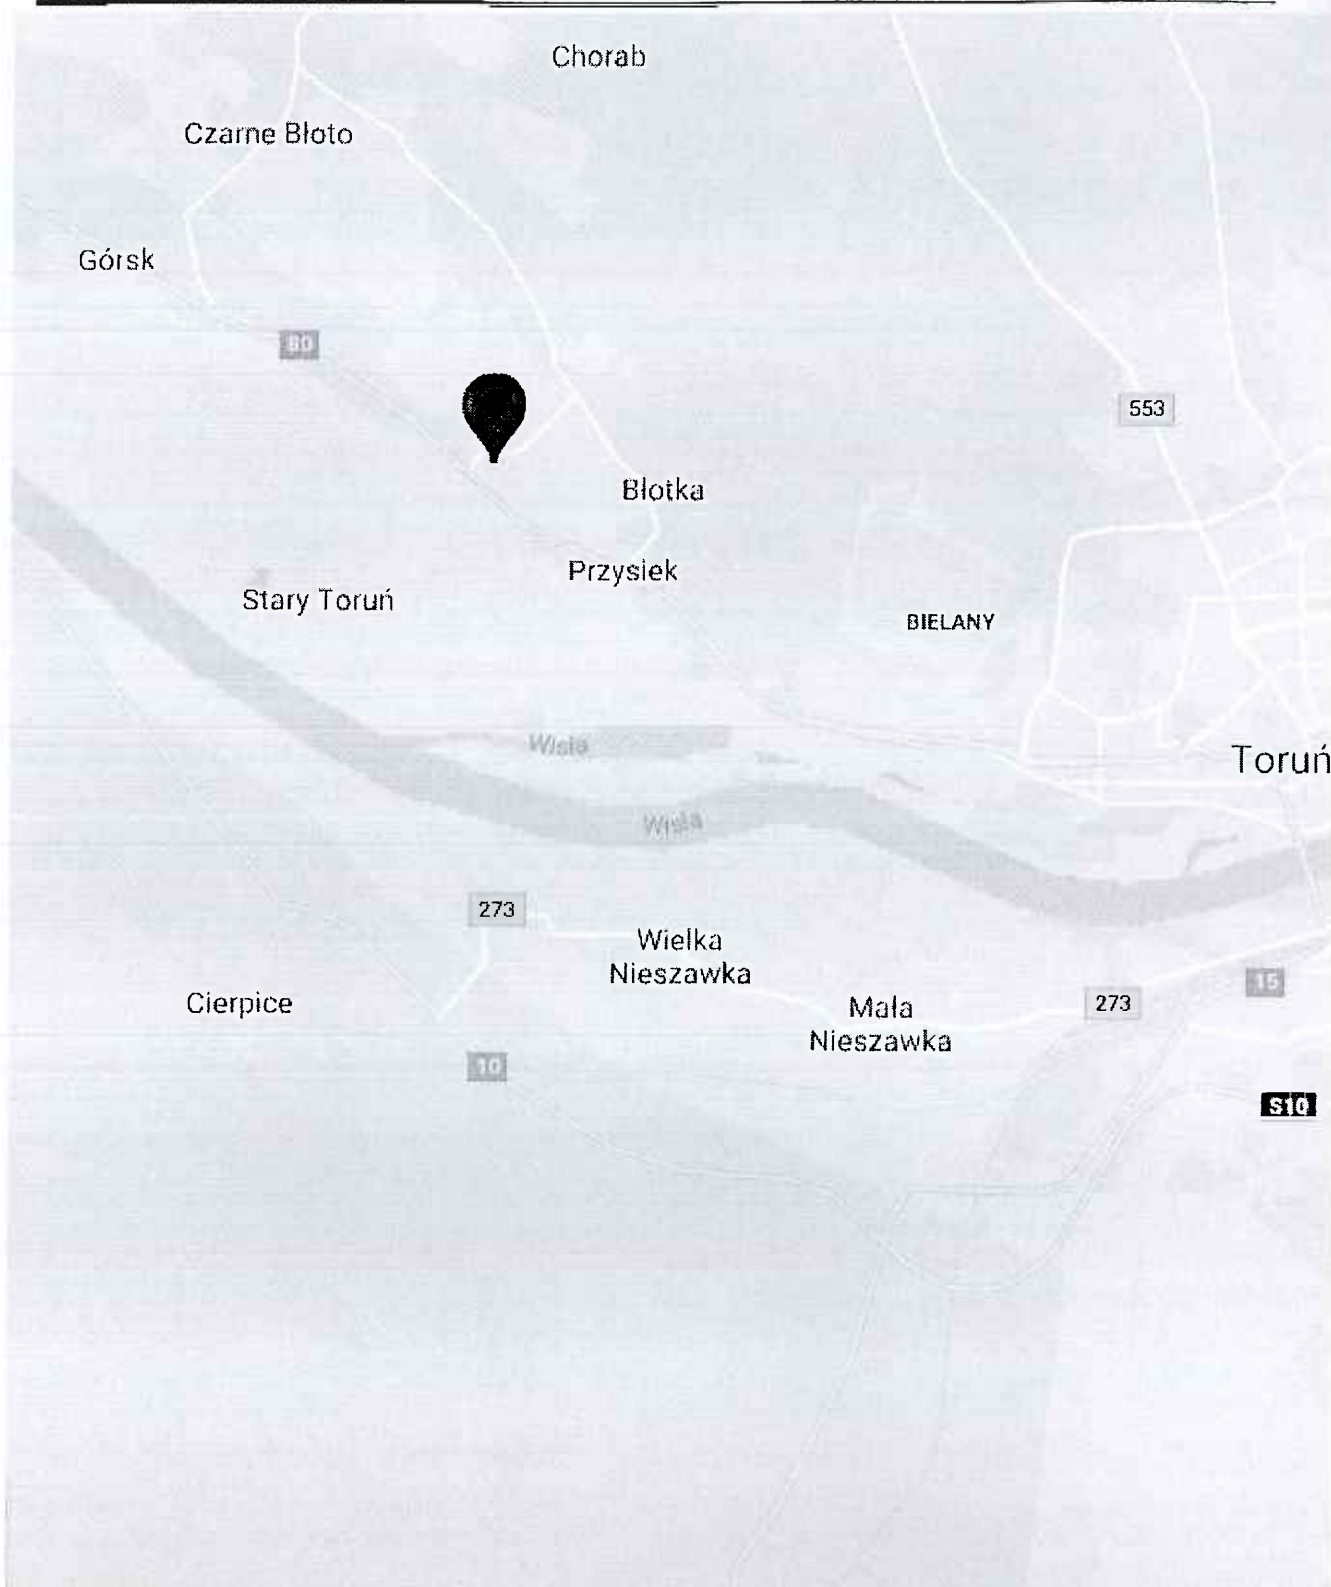 Chorab
Czarne Błoto
Górsk
80
553
Błotka
Przysiek
Stary Toruń
BIELANY
Wisła
Toruń
Wisła
273
Wielka
Nieszawka
15
Cierpice
273
Mała
Nieszawka
10
S10